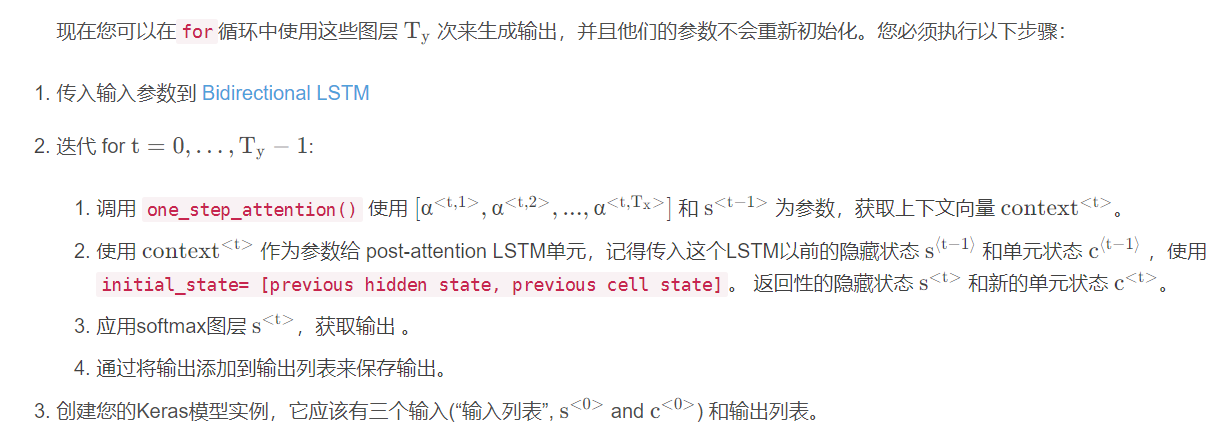 现在您可以在 for 循环中使用这些图层 T_y 次来生成输出，并且他们的参数不会重新初始化。您必须执行以下步骤：
1. 传入输入参数到 Bidirectional LSTM
2. 迭代 for t = 0, …, T_y − 1:
1. 调用 one_step_attention() 使用 [α^{<t,1>}, α^{<t,2>}, ..., α^{<t,T_x>}] 和 s^{<t−1>} 为参数，获取上下文向量 context^{<t>}。
2. 使用 context^{<t>} 作为参数给 post-attention LSTM单元，记得传入这个LSTM以前的隐藏状态 s^{⟨t−1⟩} 和单元状态 c^{⟨t−1⟩} ，使用
initial_state= [previous hidden state, previous cell state] 。 返回性的隐藏状态 s^{<t>} 和新的单元状态 c^{<t>}。
3. 应用softmax图层 s^{<t>}，获取输出 。
4. 通过将输出添加到输出列表来保存输出。
3. 创建您的Keras模型实例，它应该有三个输入(“输入列表”, s^{<0>} and c^{<0>}) 和输出列表。